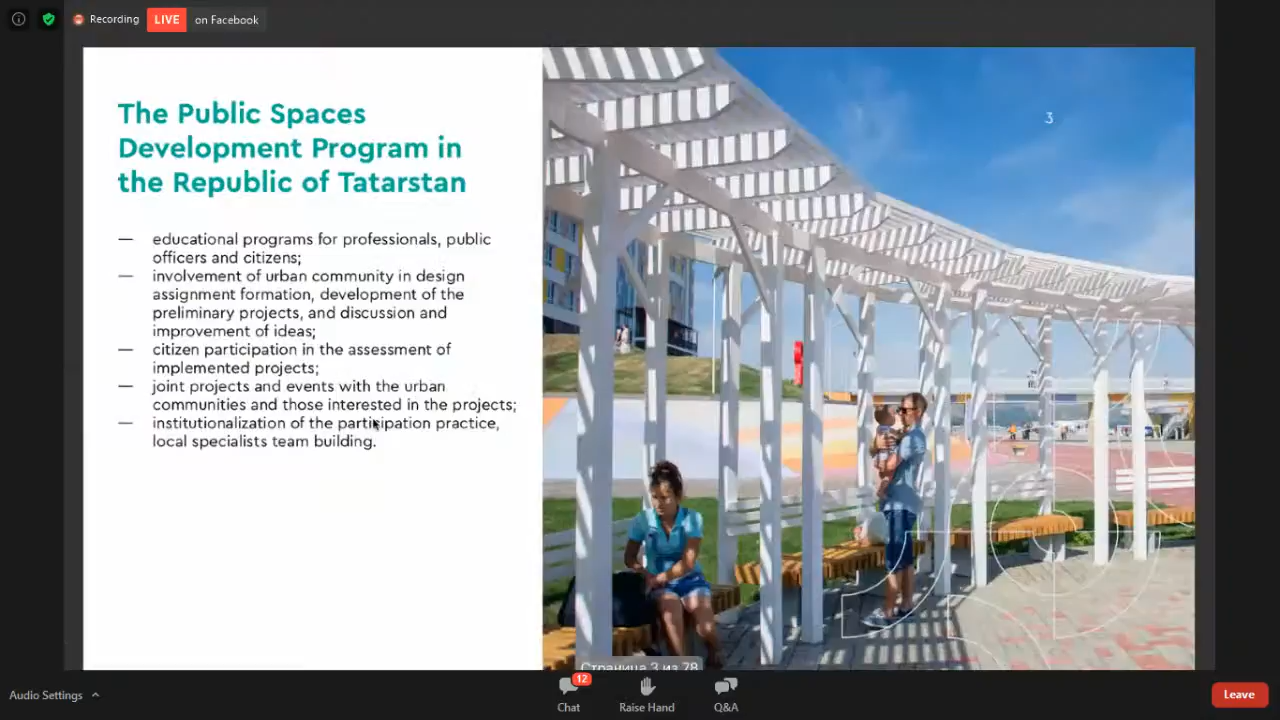 Recording
LIVE
on Facebook
The Public Spaces
Development Program in
the Republic of Tatarstan
3
— educational programs for professionals, public
officers and citizens;
— involvement of urban community in design
assignment formation, development of the
preliminary projects, and discussion and
improvement of ideas;
— citizen participation in the assessment of
implemented projects;
— joint projects and events with the urban
communities and those interested in the projects;
— institutionalization of the participation practice,
local specialists team building.
Страница 3 из 78
Audio Settings
12
Chat
Raise Hand
Q&A
Leave